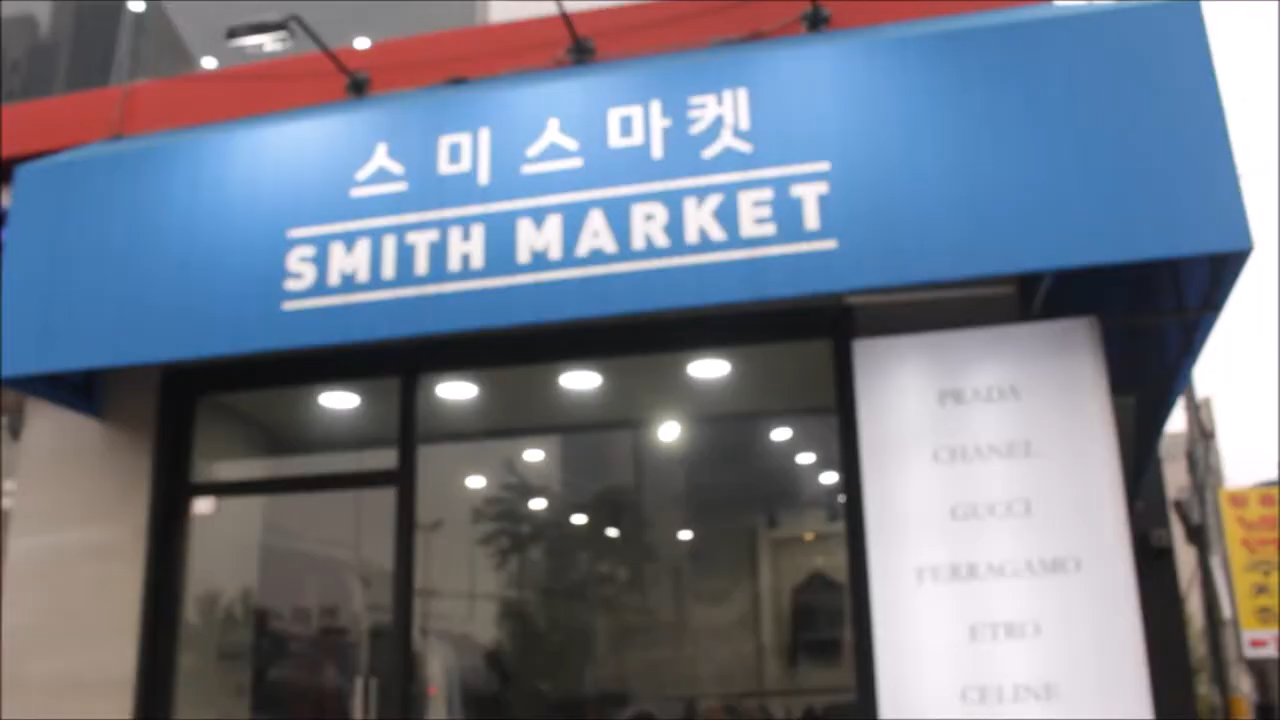 스미스마켓
SMITH MARKET
PRADA
CHANEL
GUCCI
FERRAGAMO
ETRO
CELINE